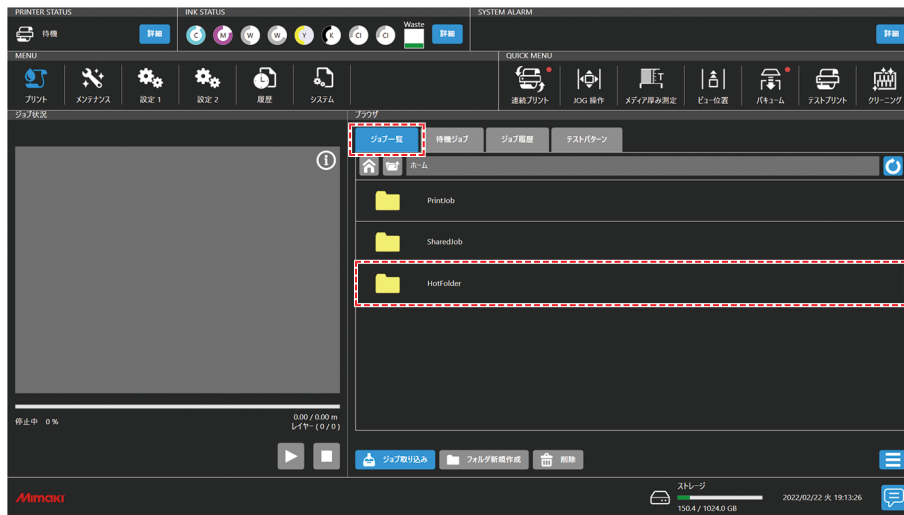 PRINTER STATUS
INK STATUS
SYSTEM ALARM
待機
詳細
C M W W Y K Cl Cl
Waste
詳細
詳細
MENU
QUICK MENU
プリント
メンテナンス
設定 1
設定 2
履歴
システム
連続プリント
JOG 操作
メディア厚み測定
ビュー位置
バキューム
テストプリント
クリーニング
ジョブ状況
ブラウザ
ジョブ一覧
待機ジョブ
ジョブ履歴
テストパターン
ホーム
PrintJob
SharedJob
HotFolder
停止中 0 %
0.00 / 0.00 m
レイヤー ( 0 / 0 )
ジョブ取り込み
フォルダ新規作成
削除
Mimaki
ストレージ
150.4 / 1024.0 GB
2022/02/22 火 19:13:26